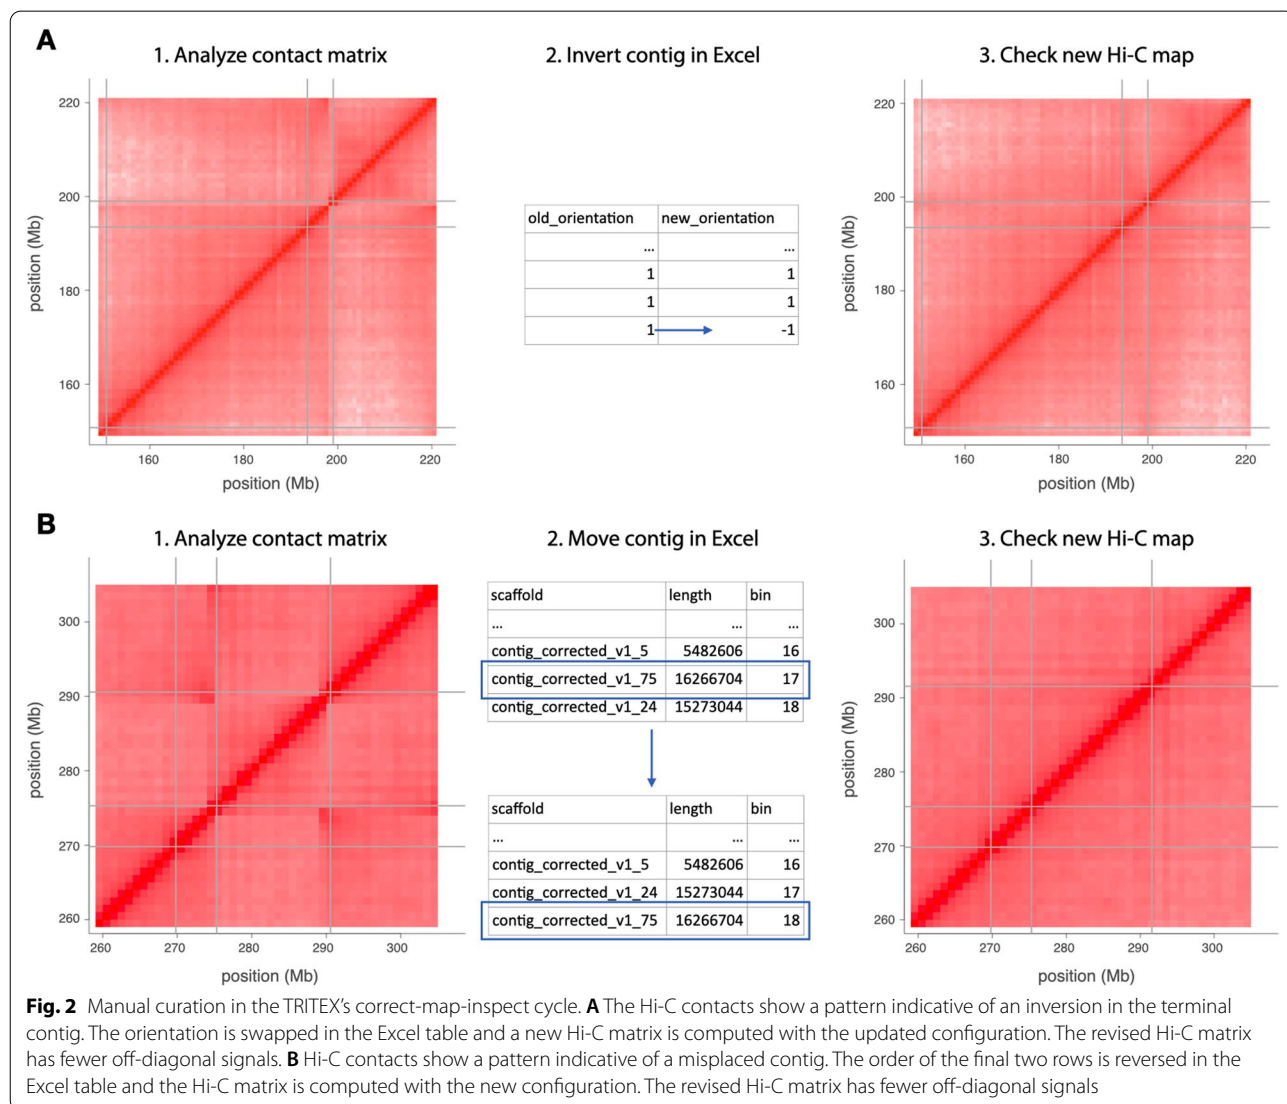 A
1. Analyze contact matrix
2. Invert contig in Excel
3. Check new Hi-C map
220
200
180
160
position (Mb)
160
180
200
220
position (Mb)
old_orientation new_orientation
... ...
1 1
1 1
1 -1
220
200
180
160
position (Mb)
160
180
200
220
position (Mb)
B
1. Analyze contact matrix
2. Move contig in Excel
3. Check new Hi-C map
300
290
280
270
260
position (Mb)
260
270
280
290
300
position (Mb)
scaffold length bin
... ... ...
contig_corrected_v1_5 5482606 16
contig_corrected_v1_75 16266704 17
contig_corrected_v1_24 15273044 18
scaffold length bin
... ... ...
contig_corrected_v1_5 5482606 16
contig_corrected_v1_24 15273044 17
contig_corrected_v1_75 16266704 18
300
290
280
270
260
position (Mb)
260
270
280
290
300
position (Mb)
Fig. 2 Manual curation in the TRITEX's correct-map-inspect cycle. A The Hi-C contacts show a pattern indicative of an inversion in the terminal
contig. The orientation is swapped in the Excel table and a new Hi-C matrix is computed with the updated configuration. The revised Hi-C matrix
has fewer off-diagonal signals. B Hi-C contacts show a pattern indicative of a misplaced contig. The order of the final two rows is reversed in the
Excel table and the Hi-C matrix is computed with the new configuration. The revised Hi-C matrix has fewer off-diagonal signals